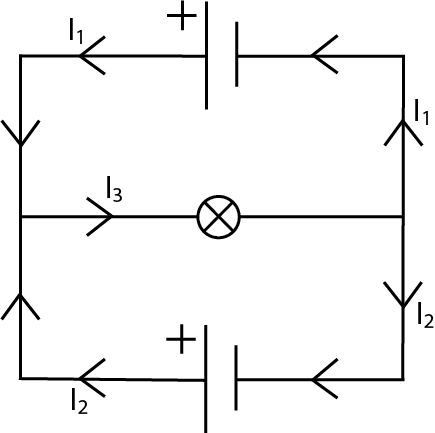 +
I₁
I₁
I₃
I₂
+
I₂